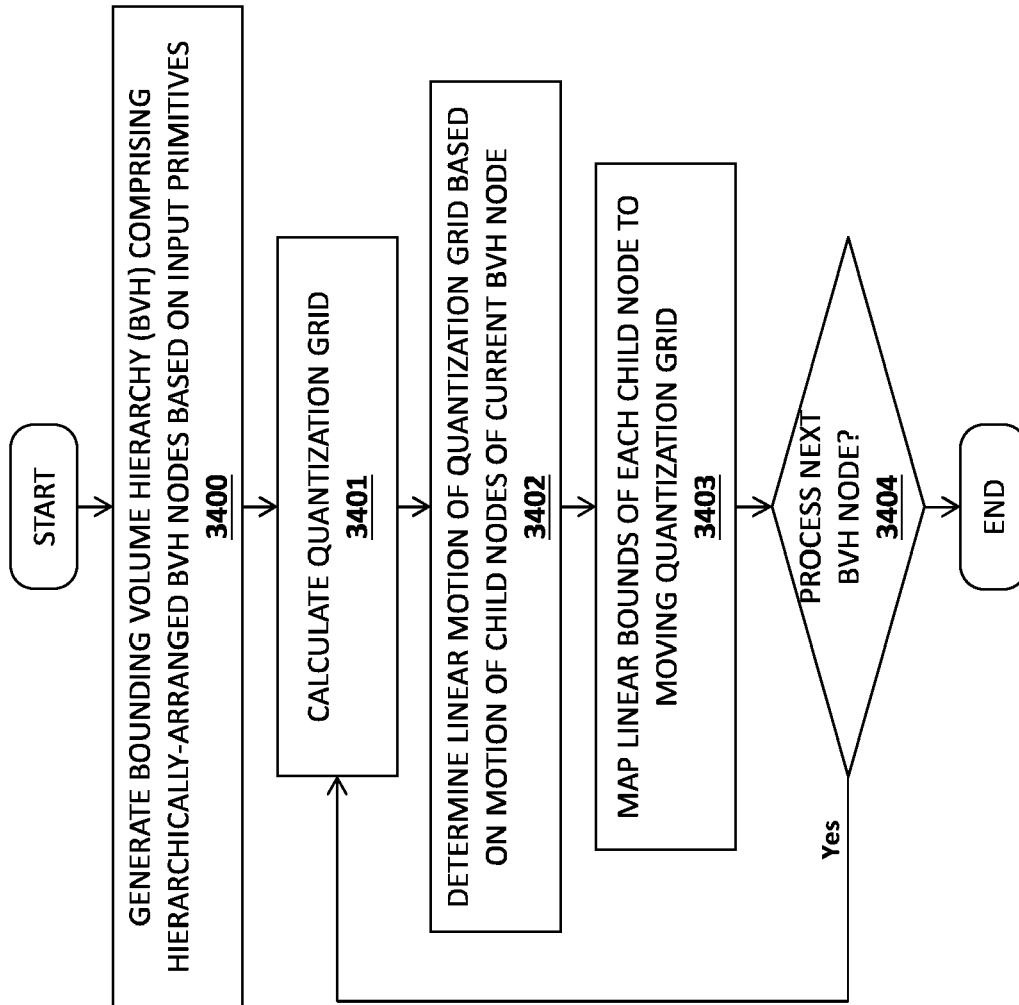 START
GENERATE BOUNDING VOLUME HIERARCHY (BVH) COMPRISING
HIERARCHICALLY-ARRANGED BVH NODES BASED ON INPUT PRIMITIVES
3400
CALCULATE QUANTIZATION GRID
3401
DETERMINE LINEAR MOTION OF QUANTIZATION GRID BASED
ON MOTION OF CHILD NODES OF CURRENT BVH NODE
3402
MAP LINEAR BOUNDS OF EACH CHILD NODE TO
MOVING QUANTIZATION GRID
3403
PROCESS NEXT
BVH NODE?
3404
Yes
END